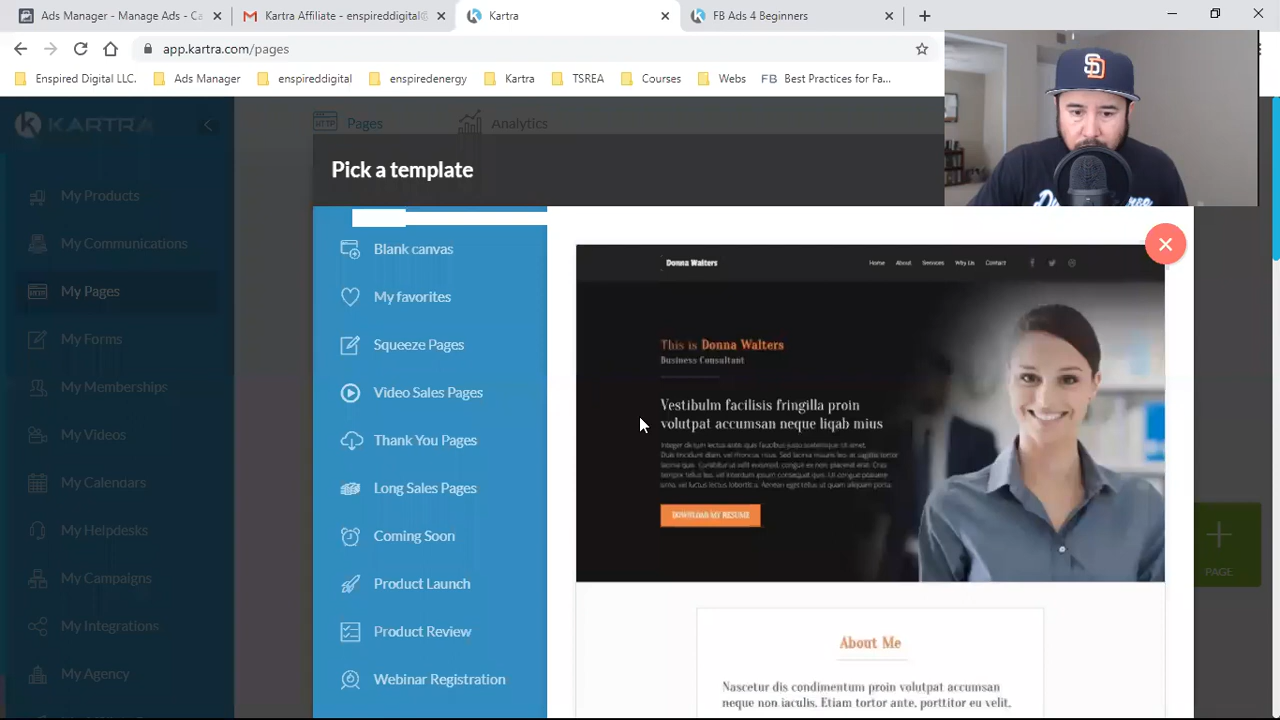 Ads Manager - Manage Ads - Ca
Kartra Affiliate - enspireddigital@
Kartra
FB Ads 4 Beginners
app.kartra.com/pages
Enspired Digital LLC.
Ads Manager
enspireddigital
enspiredenergy
Kartra
TSREA
Courses
Webs
FB Best Practices for Fa...
KARTRA
Pages
Analytics
Pick a template
My Products
My Communications
My Pages
My Forms
My Memberships
My Videos
My Calendars
My Helpdesks
My Campaigns
My Integrations
My Agency
Blank canvas
My favorites
Squeeze Pages
Video Sales Pages
Thank You Pages
Long Sales Pages
Coming Soon
Product Launch
Product Review
Webinar Registration
Donna Walters
Home About Services Why Us Contact
This is Donna Walters
Business Consultant
Vestibulm facilisis fringilla proin
volutpat accumsan neque liqab mius
DOWNLOAD MY RESUME
About Me
Nascetur dis condimentum proin volutpat accumsan
neque non iaculis. Etiam tortor ante, porttitor eu velit.
PAGE
SD